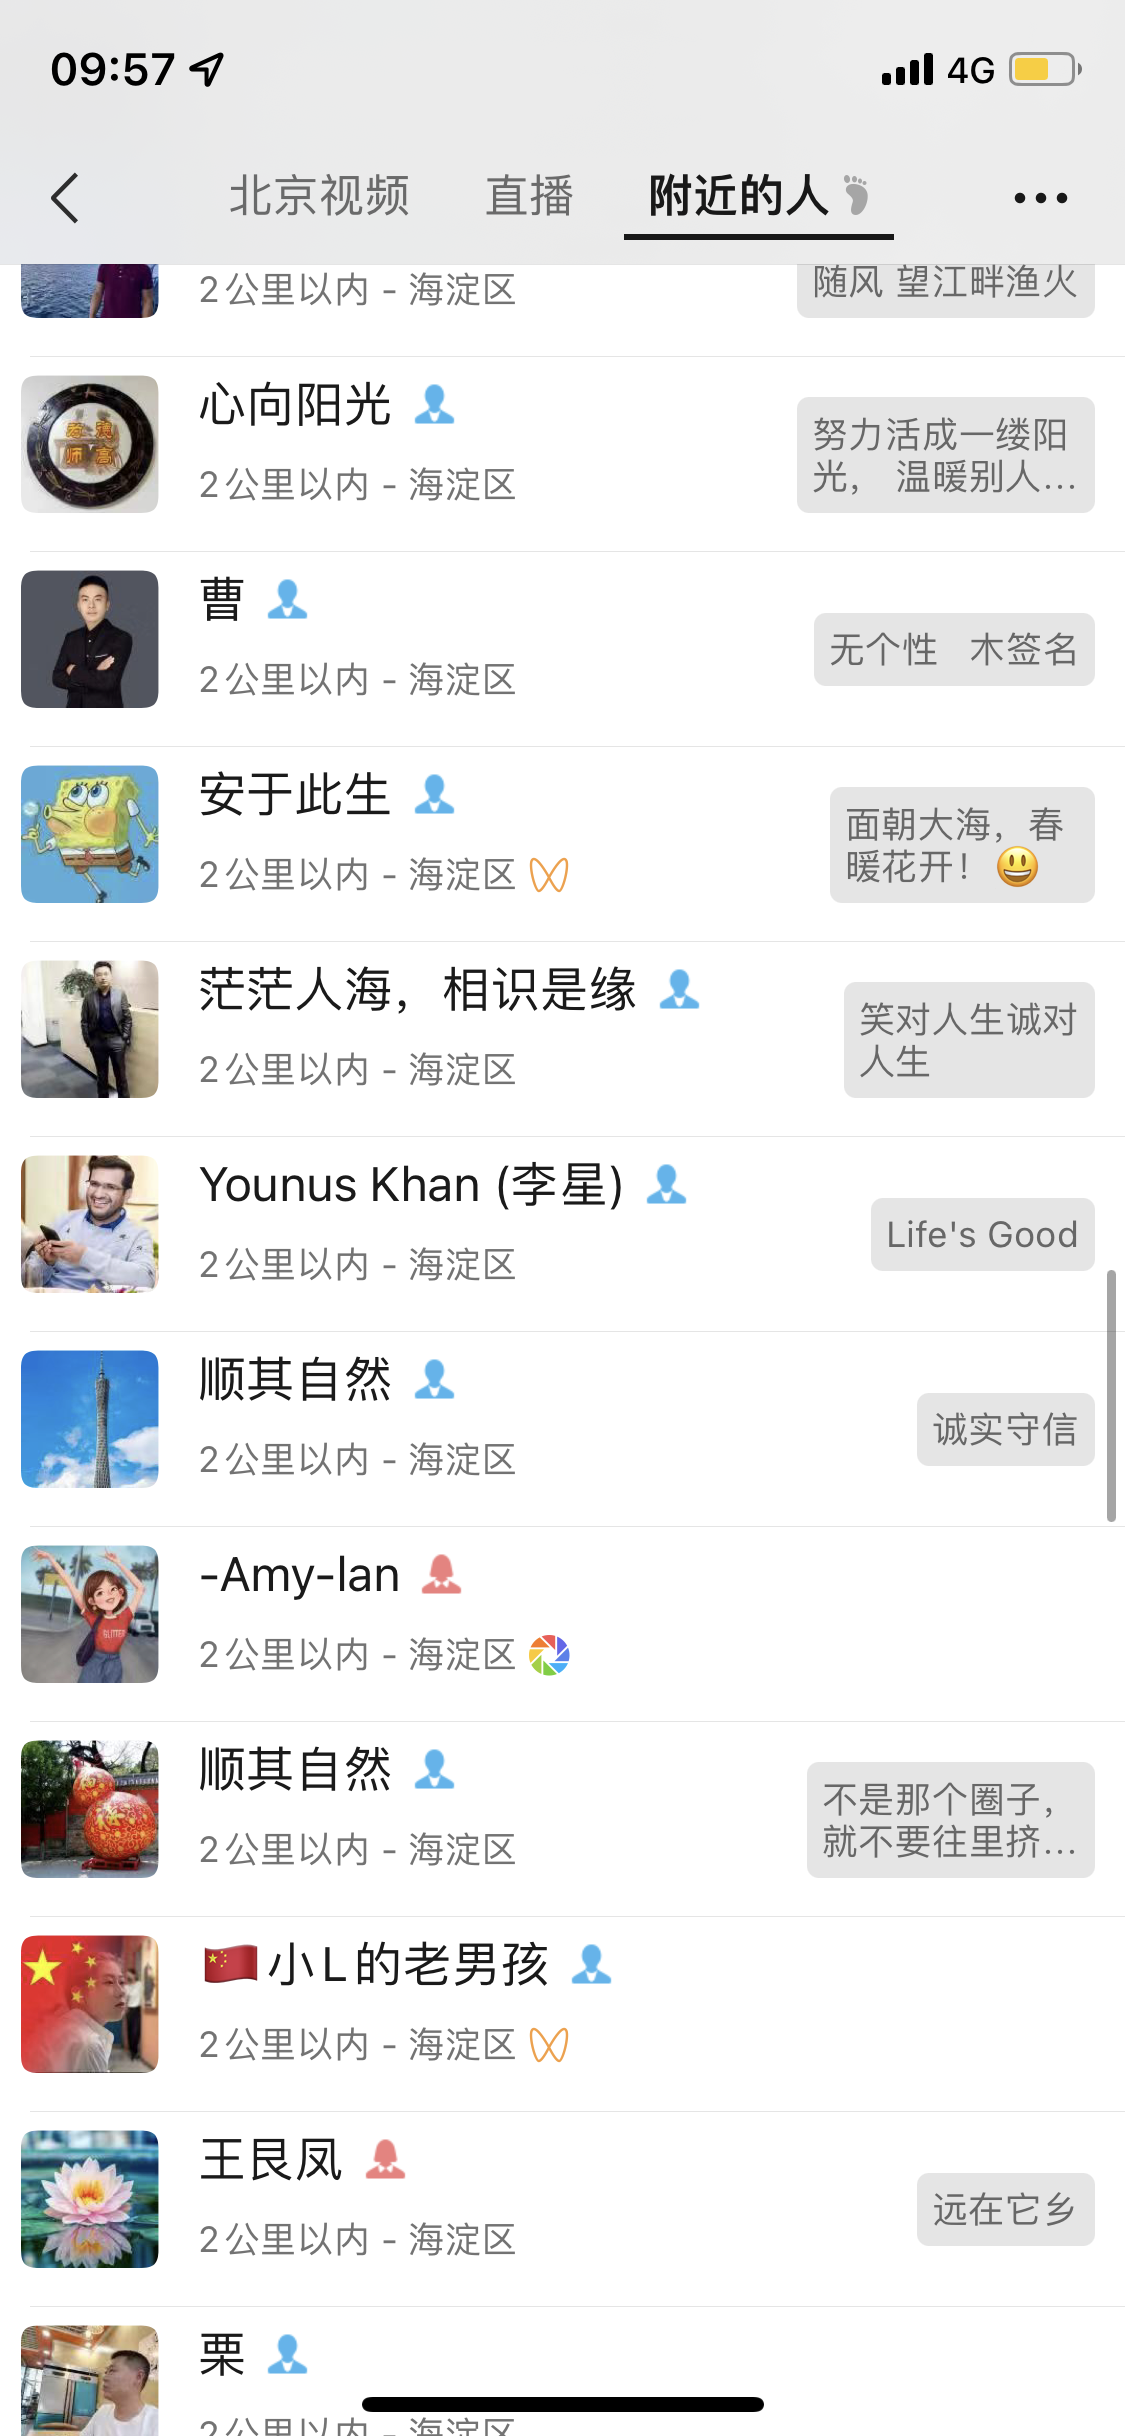 09:57
4G
北京视频 直播 附近的人
2公里以内 - 海淀区
随风 望江畔渔火
心向阳光
2公里以内 - 海淀区
努力活成一缕阳
光， 温暖别人...
曹
2公里以内 - 海淀区
无个性 木签名
安于此生
2公里以内 - 海淀区
面朝大海，春
暖花开！😃
茫茫人海，相识是缘
2公里以内 - 海淀区
笑对人生诚对
人生
Younus Khan (李星)
2公里以内 - 海淀区
Life's Good
顺其自然
2公里以内 - 海淀区
诚实守信
-Amy-lan
2公里以内 - 海淀区
顺其自然
2公里以内 - 海淀区
不是那个圈子，
就不要往里挤...
🇨🇳小L的老男孩
2公里以内 - 海淀区
王艮凤
2公里以内 - 海淀区
远在它乡
栗
2公里以内 - 海淀区